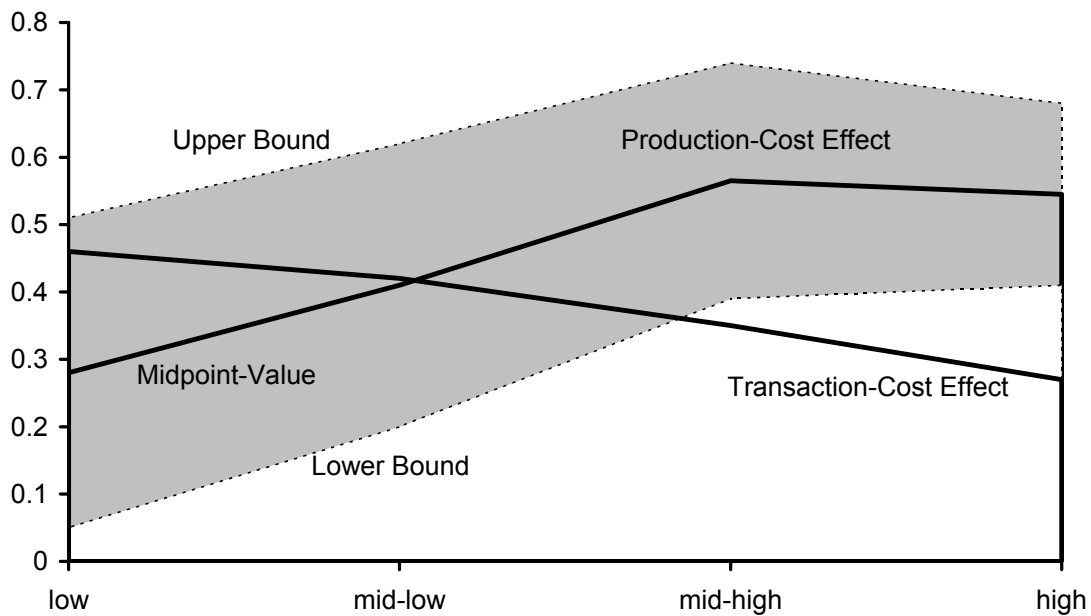 0.8
0.7
0.6
0.5
0.4
0.3
0.2
0.1
0
Upper Bound
Production-Cost Effect
Midpoint-Value
Transaction-Cost Effect
Lower Bound
low
mid-low
mid-high
high